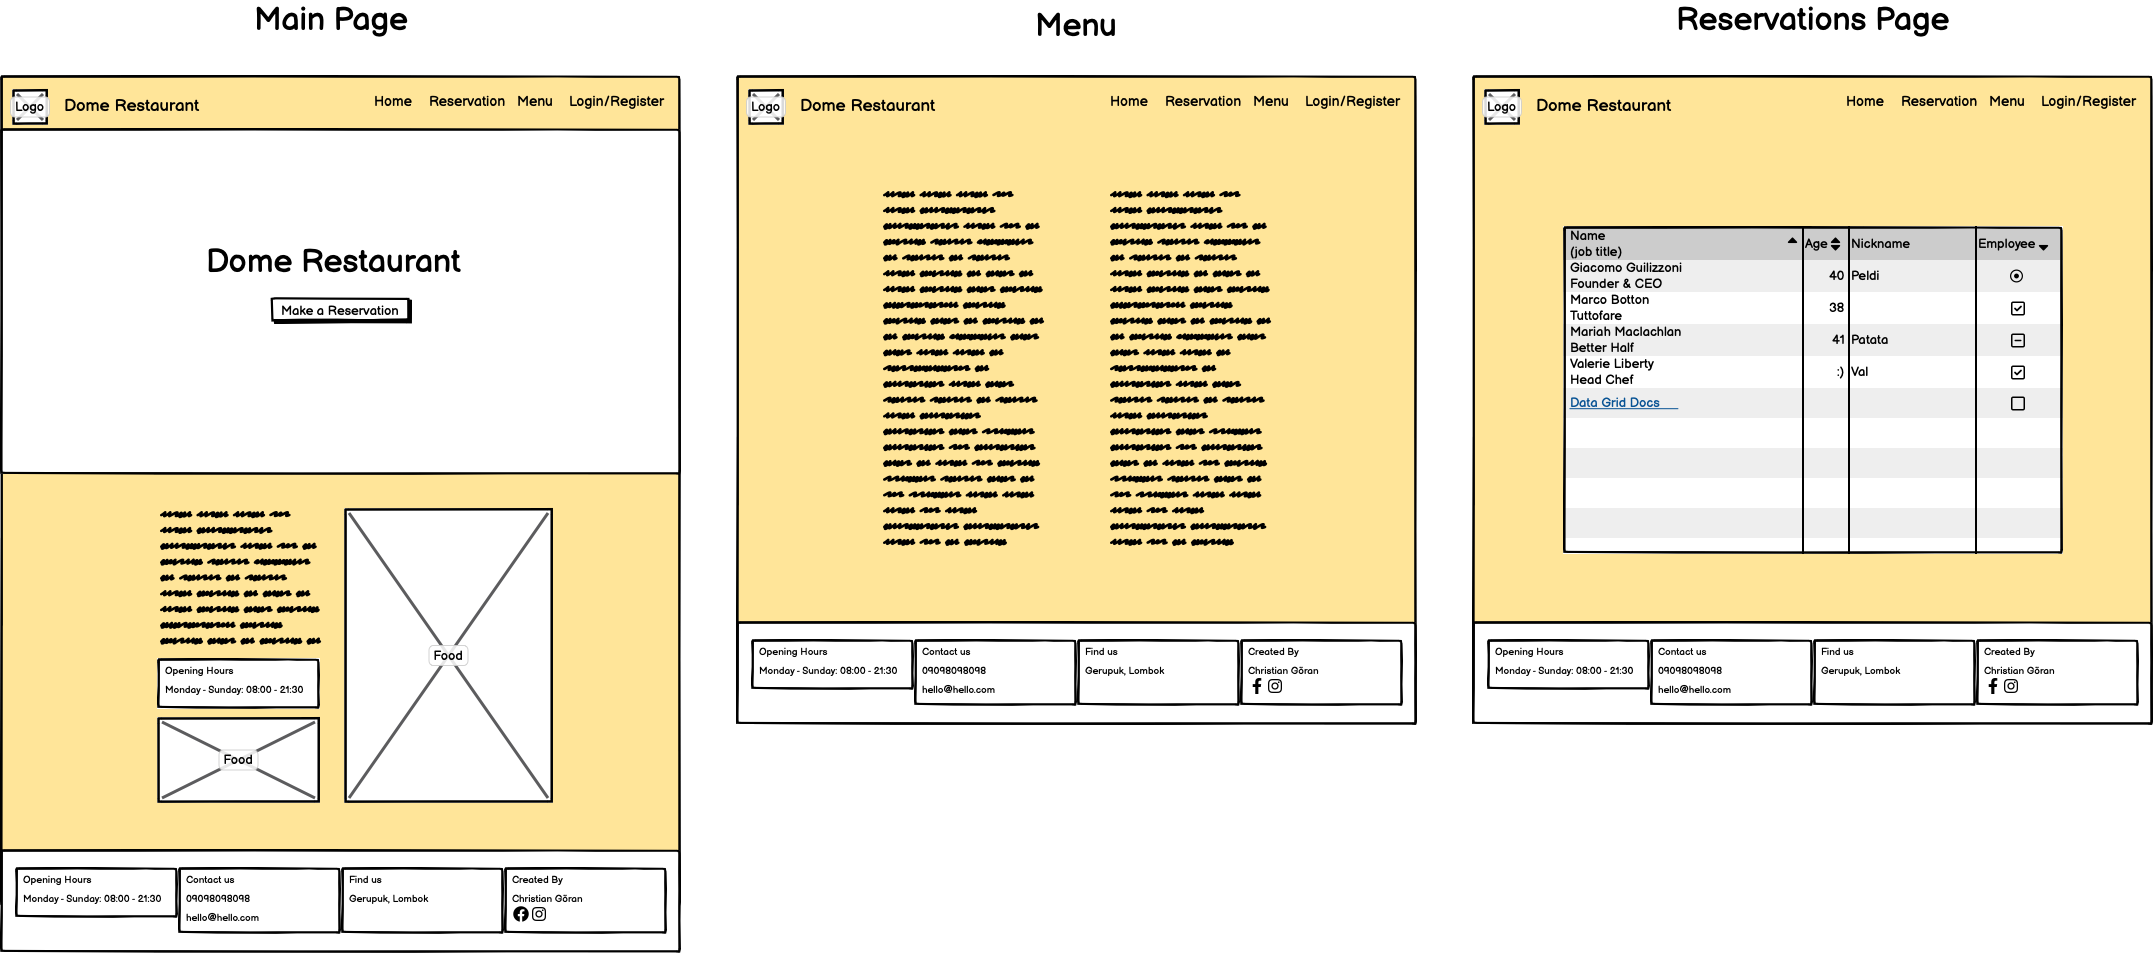 Main Page
Logo
Dome Restaurant
Home Reservation Menu Login/Register
Dome Restaurant
Make a Reservation
Opening Hours
Monday - Sunday: 08:00 - 21:30
Food
Food
Opening Hours
Monday - Sunday: 08:00 - 21:30
Contact us
09098098098
hello@hello.com
Find us
Gerupuk, Lombok
Created By
Christian Göran
Menu
Logo
Dome Restaurant
Home Reservation Menu Login/Register
Opening Hours
Monday - Sunday: 08:00 - 21:30
Contact us
09098098098
hello@hello.com
Find us
Gerupuk, Lombok
Created By
Christian Göran
Reservations Page
Logo
Dome Restaurant
Home Reservation Menu Login/Register
Name
(job title)
Age
Nickname
Employee
Giacomo Guilizzoni
Founder & CEO
40
Peldi
Marco Botton
Tuttofare
38
Mariah Maclachlan
Better Half
41
Patata
Valerie Liberty
Head Chef
:)
Val
Data Grid Docs
Opening Hours
Monday - Sunday: 08:00 - 21:30
Contact us
09098098098
hello@hello.com
Find us
Gerupuk, Lombok
Created By
Christian Göran